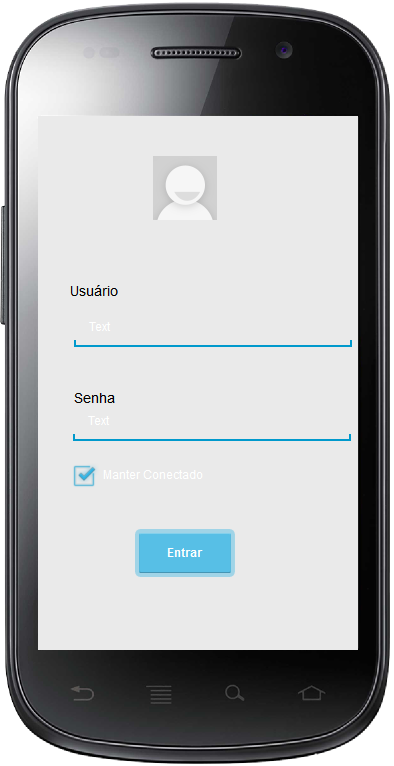 Usuário
Text
Senha
Text
Manter Conectado
Entrar